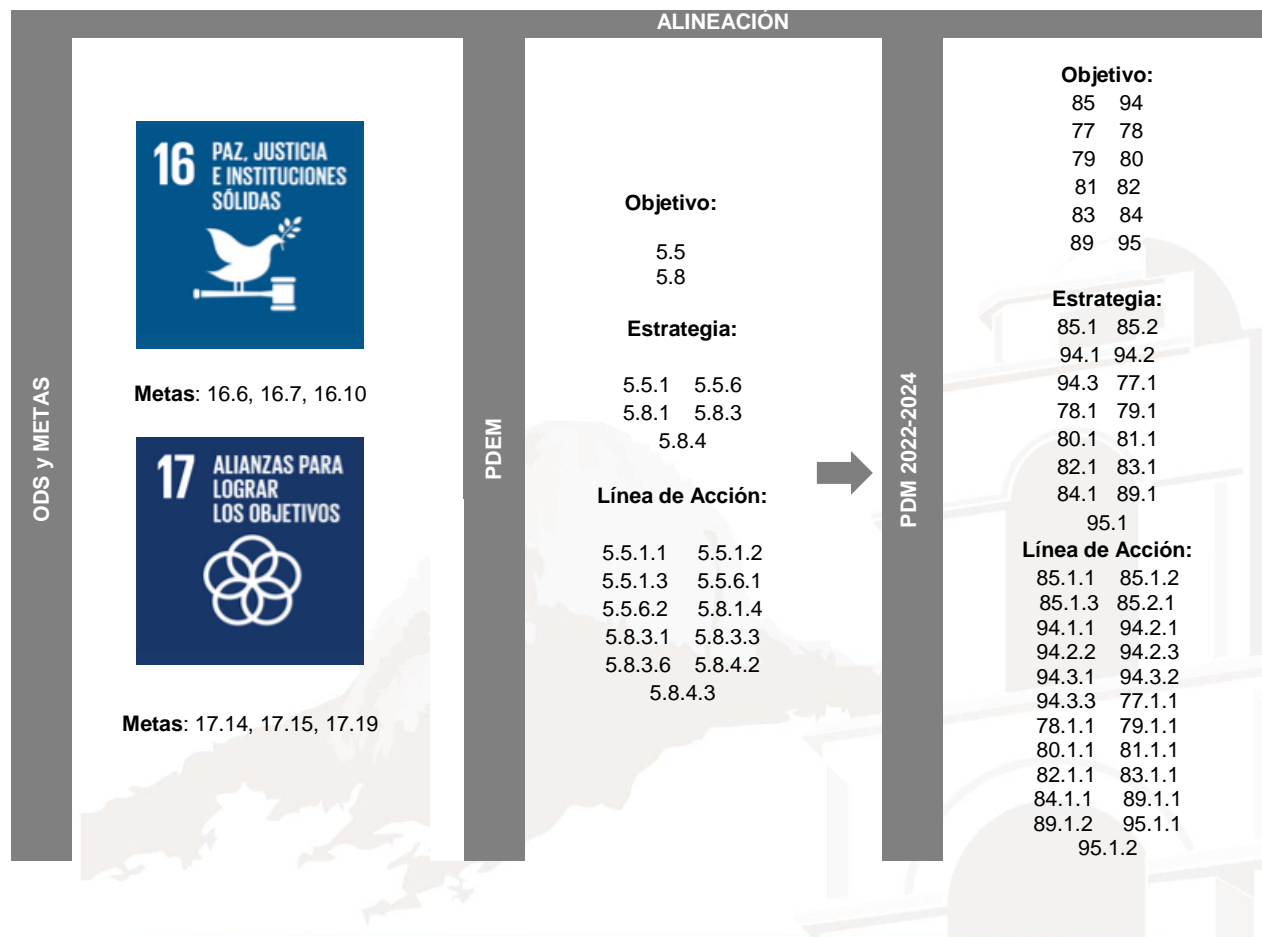 ALINEACIÓN
ODS y METAS
16 PAZ, JUSTICIA
E INSTITUCIONES
SÓLIDAS
Metas: 16.6, 16.7, 16.10
17 ALIANZAS PARA
LOGRAR
LOS OBJETIVOS
Metas: 17.14, 17.15, 17.19
PDEM
Objetivo:
5.5
5.8
Estrategia:
5.5.1 5.5.6
5.8.1 5.8.3
5.8.4
Línea de Acción:
5.5.1.1 5.5.1.2
5.5.1.3 5.5.6.1
5.5.6.2 5.8.1.4
5.8.3.1 5.8.3.3
5.8.3.6 5.8.4.2
5.8.4.3
PDM 2022-2024
Objetivo:
85 94
77 78
79 80
81 82
83 84
89 95
Estrategia:
85.1 85.2
94.1 94.2
94.3 77.1
78.1 79.1
80.1 81.1
82.1 83.1
84.1 89.1
95.1
Línea de Acción:
85.1.1 85.1.2
85.1.3 85.2.1
94.1.1 94.2.1
94.2.2 94.2.3
94.3.1 94.3.2
94.3.3 77.1.1
78.1.1 79.1.1
80.1.1 81.1.1
82.1.1 83.1.1
84.1.1 89.1.1
89.1.2 95.1.1
95.1.2